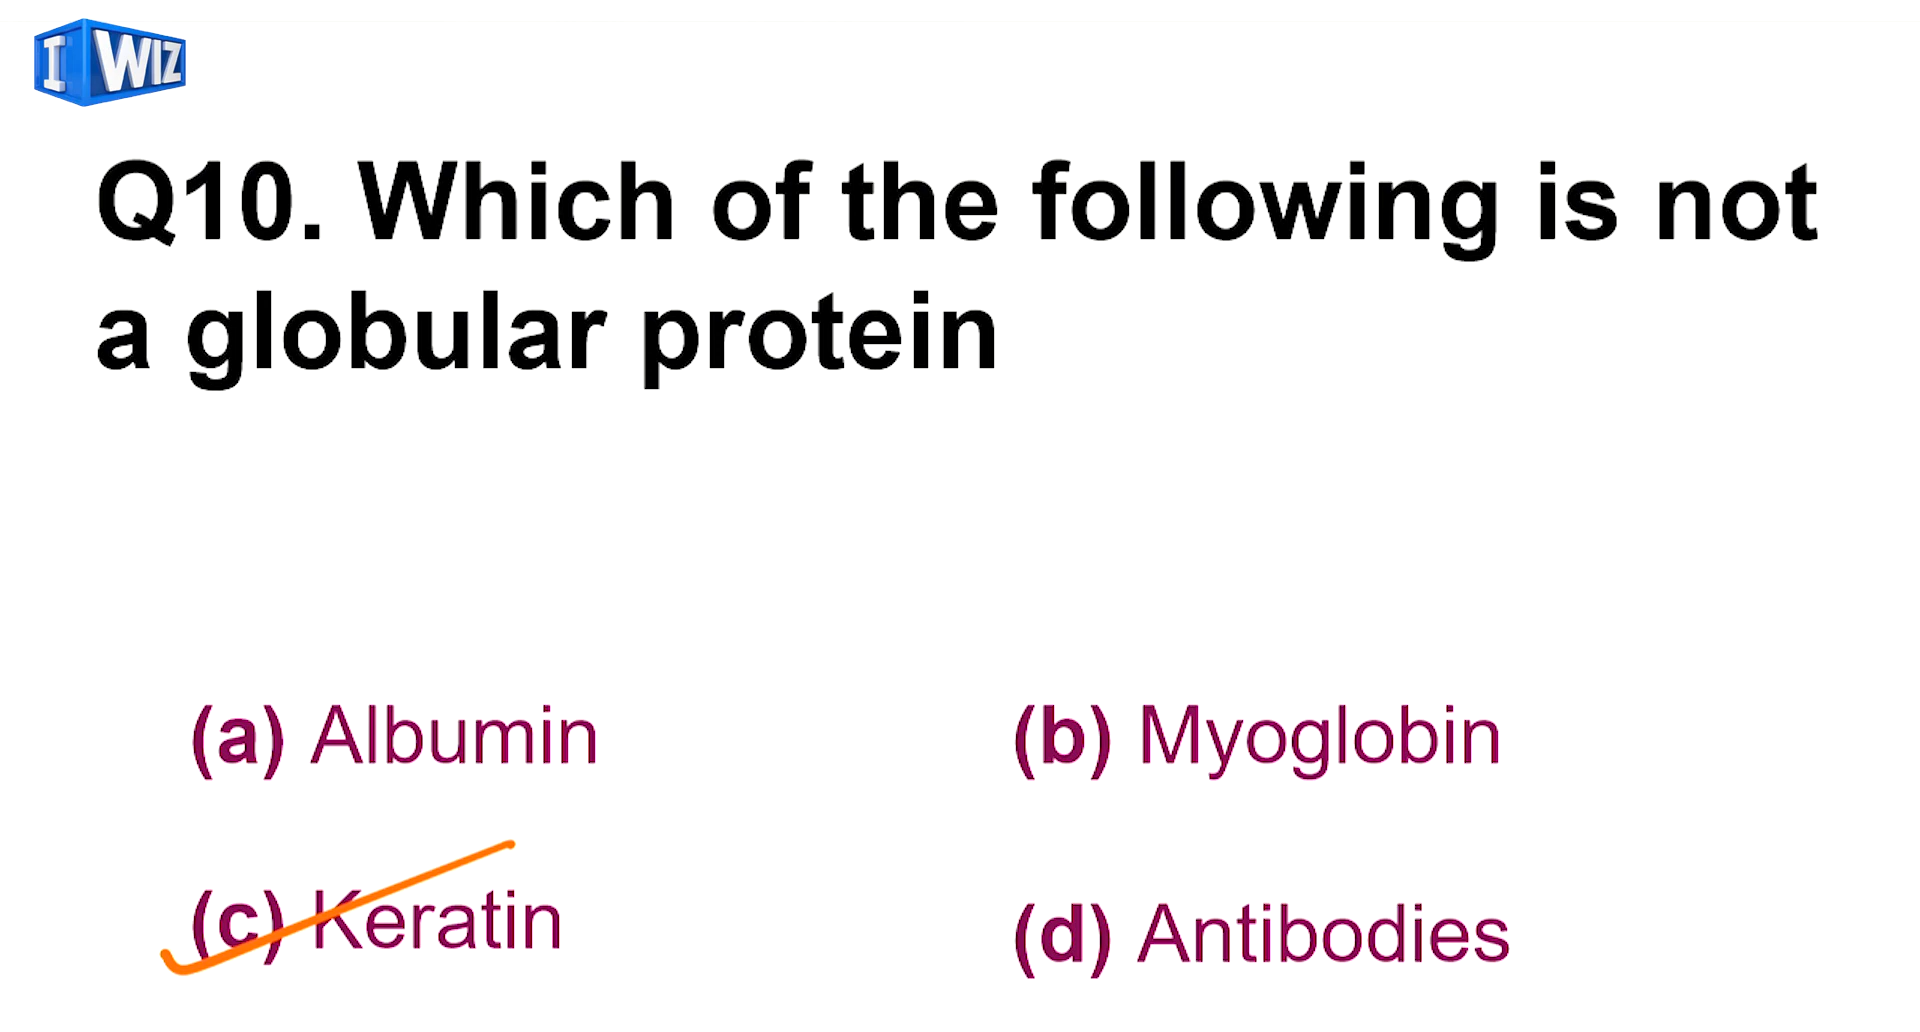 I WIZ
Q10. Which of the following is not
a globular protein
(a) Albumin
(b) Myoglobin
(c) Keratin
(d) Antibodies